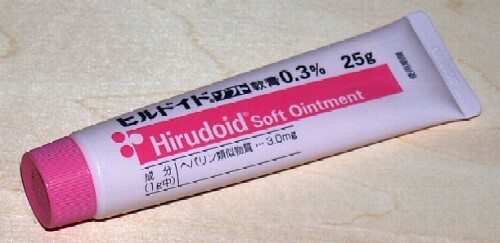 ヒルドイド®ソフト軟膏0.3% 25g
Hirudoid® Soft Ointment
成分
(1g中)
ヘパリン類似物質…3.0mg